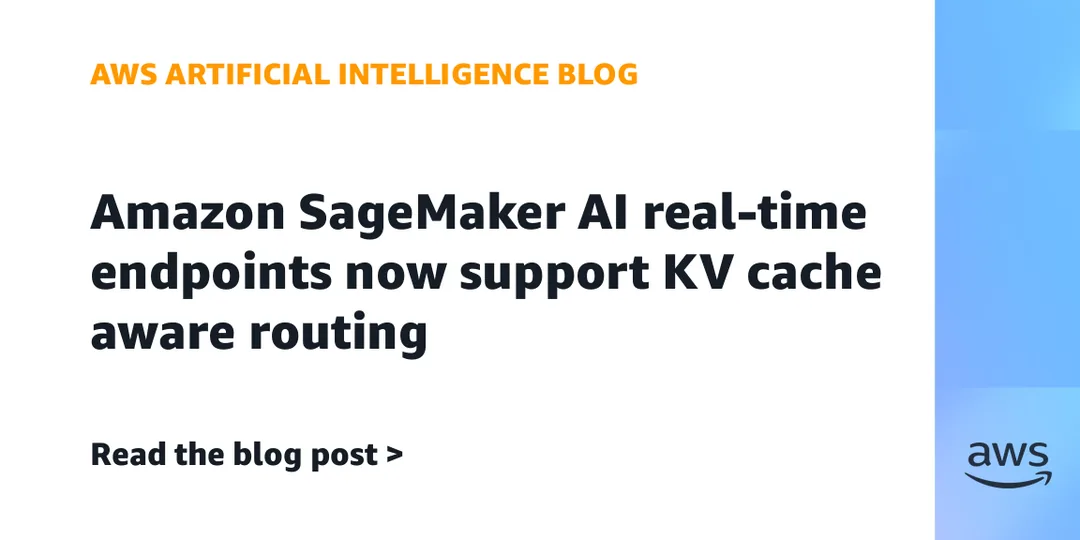 AWS ARTIFICIAL INTELLIGENCE BLOG
Amazon SageMaker AI real-time
endpoints now support KV cache
aware routing
Read the blog post >
aws